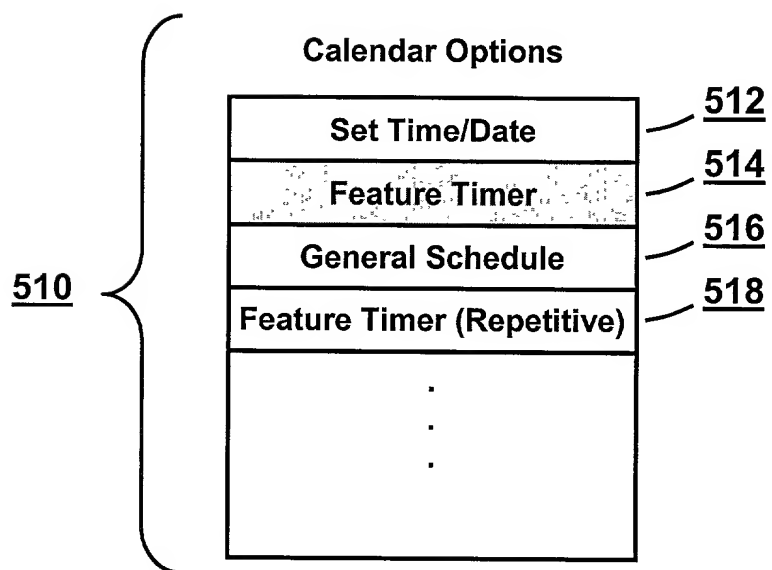 Calendar Options
Set Time/Date
512
Feature Timer
514
General Schedule
516
Feature Timer (Repetitive)
518
510